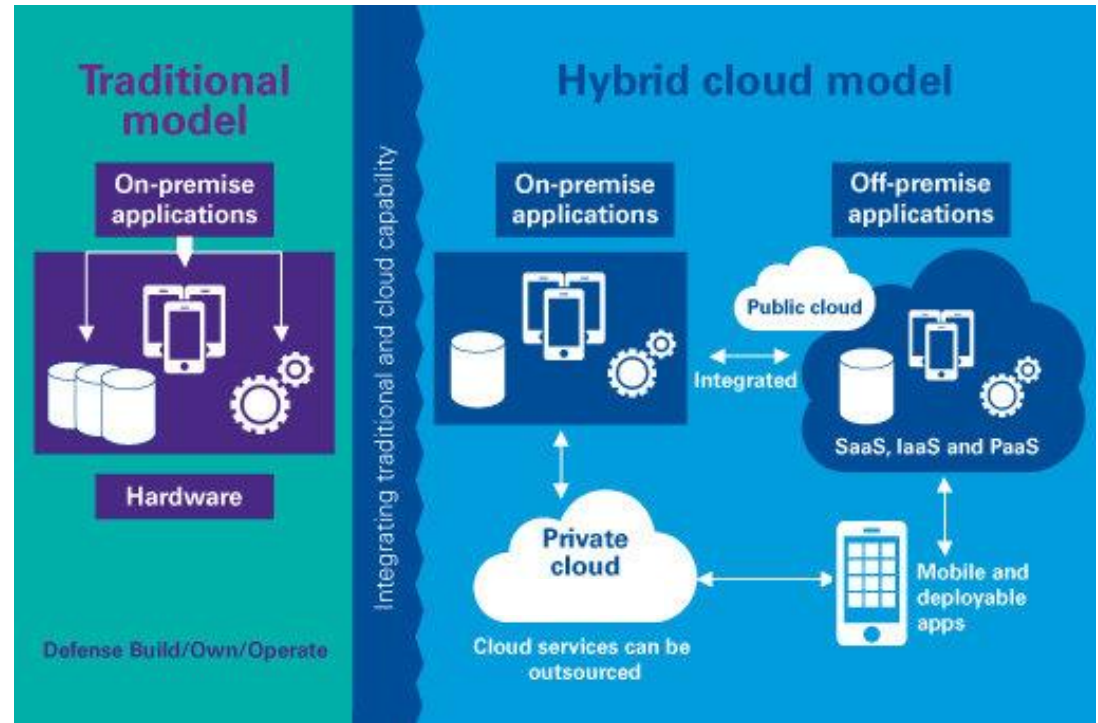 Traditional
model
On-premise
applications
Hardware
Defense Build/Own/Operate
Integrating traditional and cloud capability
Hybrid cloud model
On-premise
applications
Off-premise
applications
Public cloud
Integrated
SaaS, IaaS and PaaS
Private
cloud
Cloud services can be
outsourced
Mobile and
deployable
apps